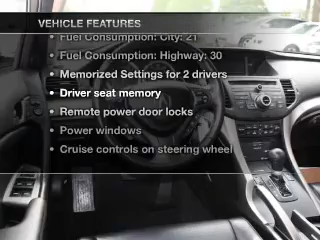 VEHICLE FEATURES
• Fuel Consumption: City: 21
• Fuel Consumption: Highway: 30
• Memorized Settings for 2 drivers
• Driver seat memory
• Remote power door locks
• Power windows
• Cruise controls on steering wheel